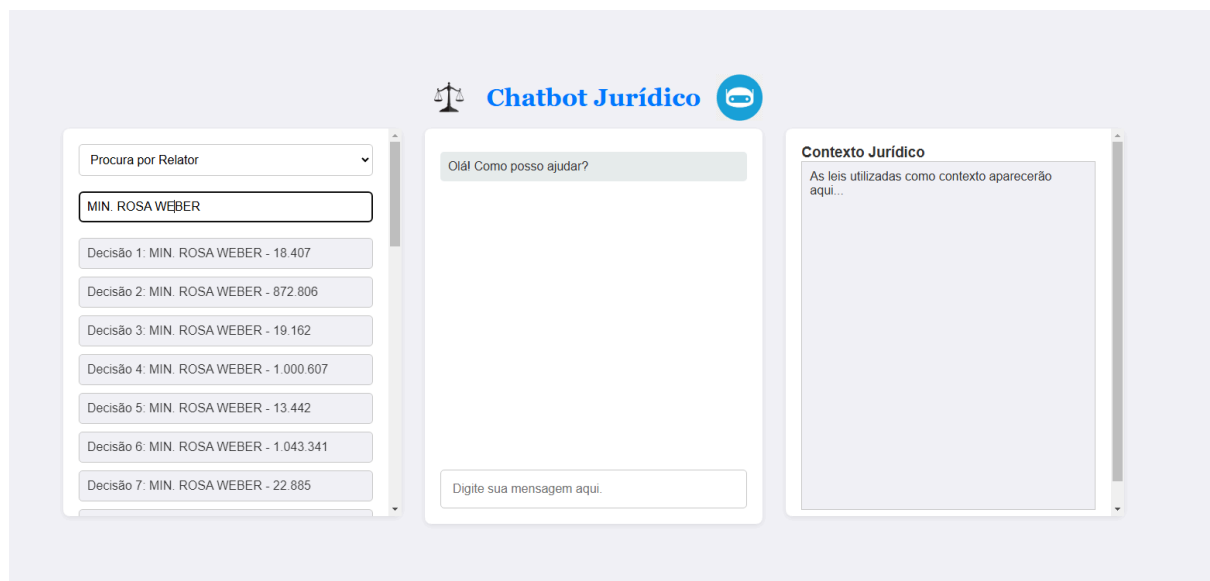 Chatbot Jurídico
Procura por Relator
MIN. ROSA WEBER
Decisão 1: MIN. ROSA WEBER - 18.407
Decisão 2: MIN. ROSA WEBER - 872.806
Decisão 3: MIN. ROSA WEBER - 19.162
Decisão 4: MIN. ROSA WEBER - 1.000.607
Decisão 5: MIN. ROSA WEBER - 13.442
Decisão 6: MIN. ROSA WEBER - 1.043.341
Decisão 7: MIN. ROSA WEBER - 22.885
Olá! Como posso ajudar?
Digite sua mensagem aqui.
Contexto Jurídico
As leis utilizadas como contexto aparecerão
aqui...